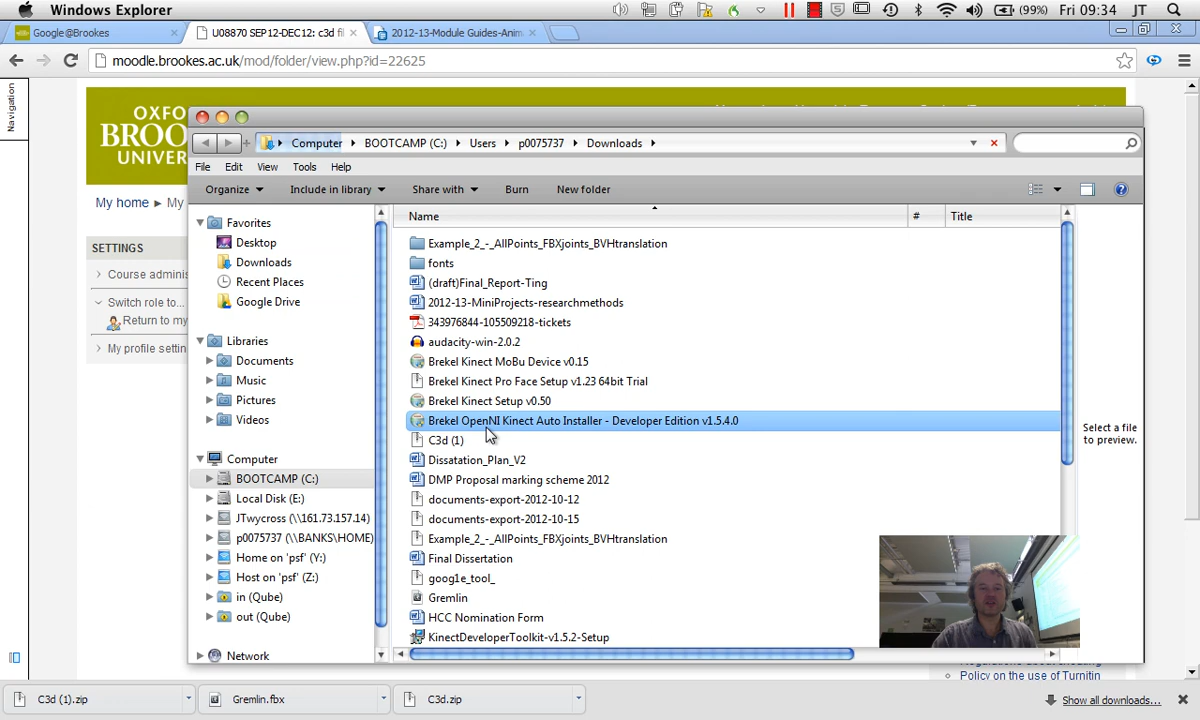 Windows Explorer
(99%) Fri 09:34 JT
Google@Brookes
U08870 SEP12-DEC12: c3d fi
2012-13-Module Guides-Anim
moodle.brookes.ac.uk/mod/folder/view.php?id=22625
Navigation
OXFO
BROO
UNIVER
My home ► My
SETTINGS
Course adminis
Switch role to...
Return to my
My profile settin
Computer BOOTCAMP (C:) Users p0075737 Downloads
File Edit View Tools Help
Organize Include in library Share with Burn New folder
Favorites
Desktop
Downloads
Recent Places
Google Drive
Libraries
Documents
Music
Pictures
Videos
Computer
BOOTCAMP (C:)
Local Disk (E:)
JTwycross (\\161.73.157.14)
p0075737 (\\BANKS\HOME)
Home on 'psf' (Y:)
Host on 'psf' (Z:)
in (Qube)
out (Qube)
Network
Name # Title
Example_2_-_AllPoints_FBXjoints_BVHtranslation
fonts
(draft)Final_Report-Ting
2012-13-MiniProjects-researchmethods
343976844-105509218-tickets
audacity-win-2.0.2
Brekel Kinect MoBu Device v0.15
Brekel Kinect Pro Face Setup v1.23 64bit Trial
Brekel Kinect Setup v0.50
Brekel OpenNI Kinect Auto Installer - Developer Edition v1.5.4.0
C3d (1)
Dissatation_Plan_V2
DMP Proposal marking scheme 2012
documents-export-2012-10-12
documents-export-2012-10-15
Example_2_-_AllPoints_FBXjoints_BVHtranslation
Final Dissertation
goog1e_tool_
Gremlin
HCC Nomination Form
KinectDeveloperToolkit-v1.5.2-Setup
Select a file
to preview.
Policy on the use of Turnitin
C3d (1).zip
Gremlin.fbx
C3d.zip
Show all downloads...